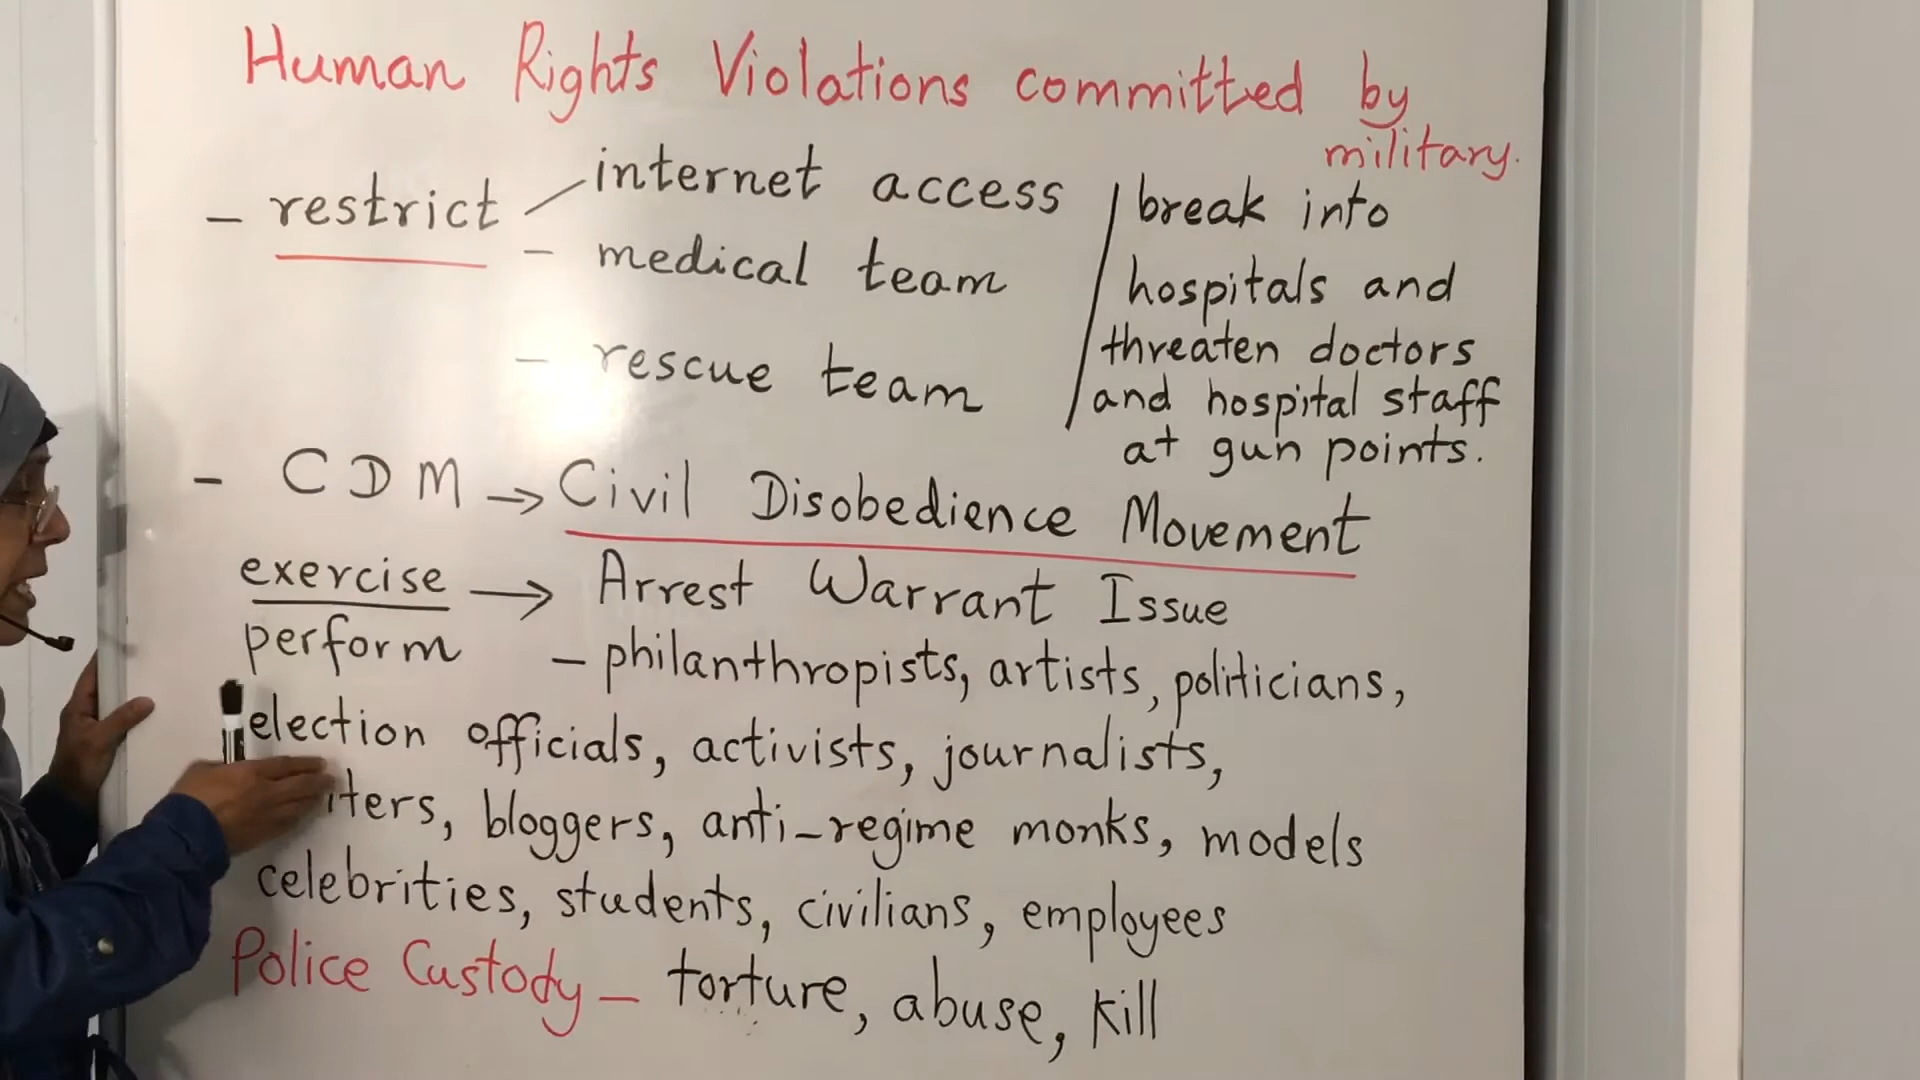 Human Rights Violations committed by
military.
- restrict - internet access
- medical team
- rescue team
break into
hospitals and
threaten doctors
and hospital staff
at gun points.
- CDM → Civil Disobedience Movement
exercise → Arrest Warrant Issue
perform - philanthropists, artists, politicians,
election officials, activists, journalists,
iters, bloggers, anti-regime monks, models
celebrities, students, civilians, employees
Police Custody - torture, abuse, kill